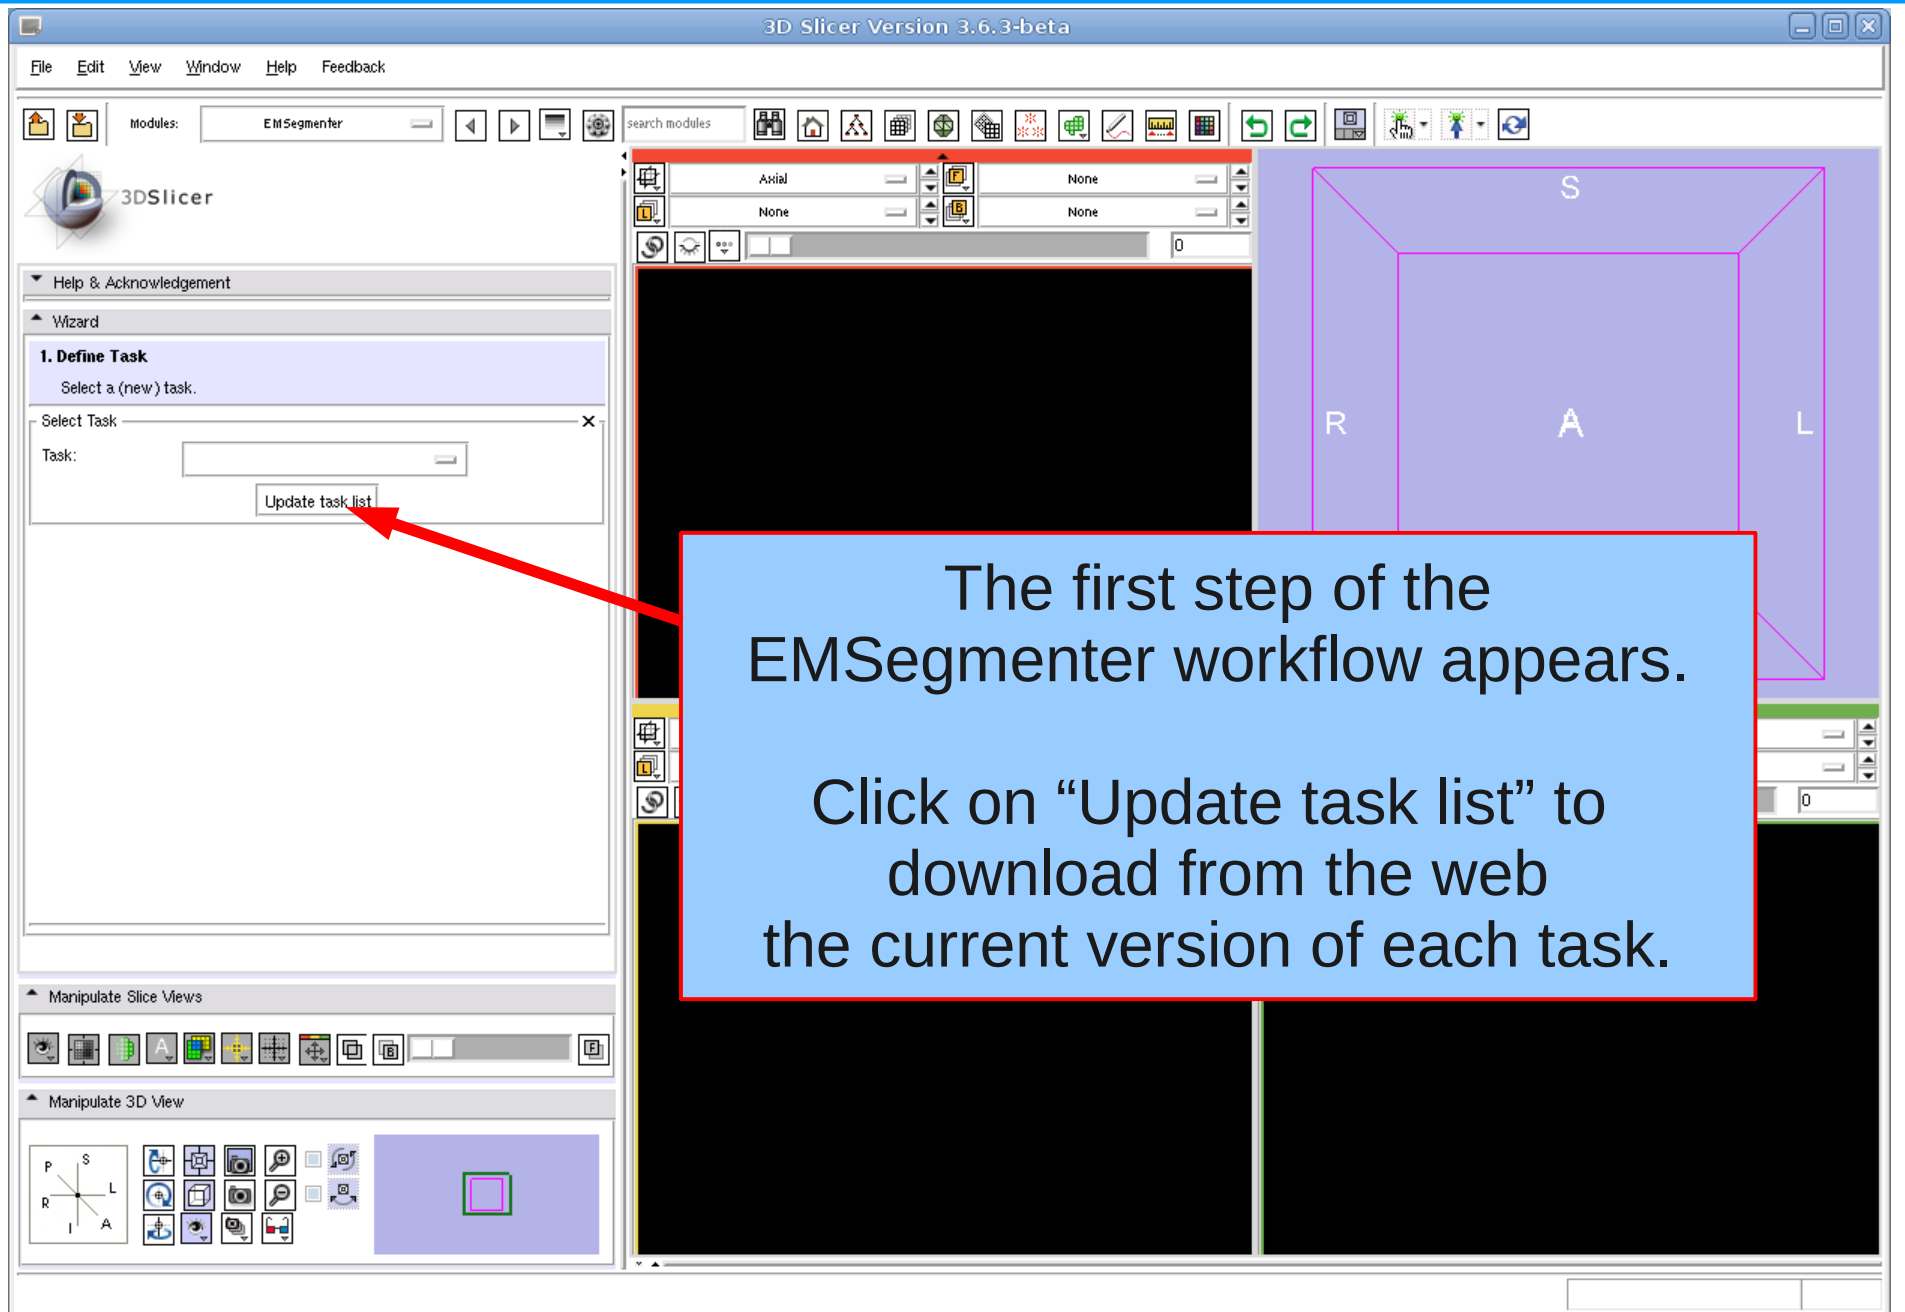 3D Slicer Version 3.6.3-beta
File Edit View Window Help Feedback
Modules: EMSegmenter search modules
3DSlicer
Help & Acknowledgement
Wizard
1. Define Task
Select a (new) task.
Select Task
Task:
Update task list
Axial None
None None
0
S
R A L
The first step of the
EMSegmenter workflow appears.
Click on “Update task list” to
download from the web
the current version of each task.
0
Manipulate Slice Views
Manipulate 3D View
P S
R L
I A